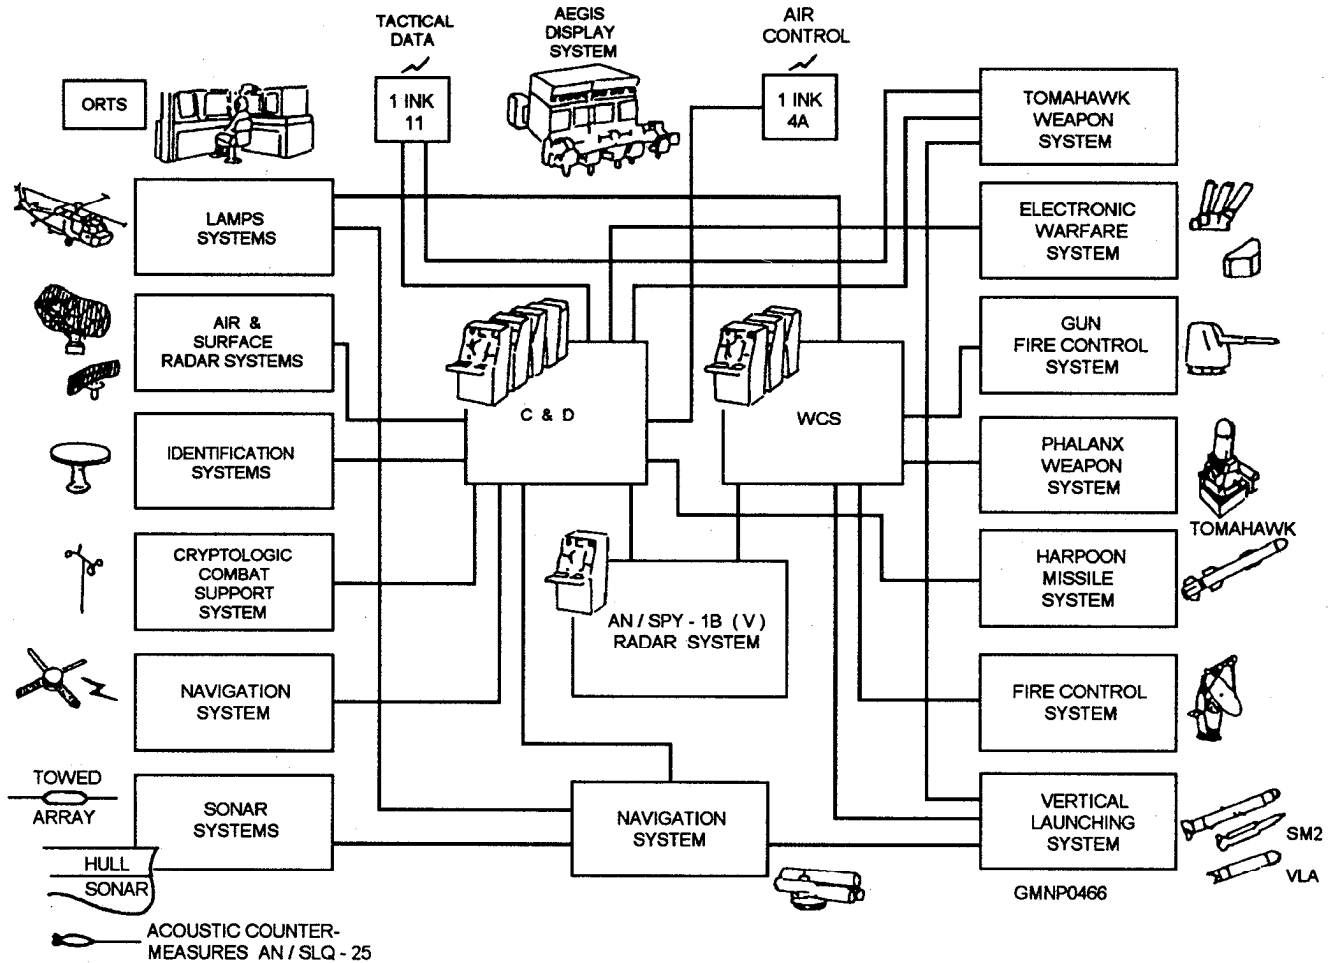 TACTICAL
DATA
AEGIS
DISPLAY
SYSTEM
AIR
CONTROL
ORTS
1 INK
11
1 INK
4A
TOMAHAWK
WEAPON
SYSTEM
LAMPS
SYSTEMS
ELECTRONIC
WARFARE
SYSTEM
AIR &
SURFACE
RADAR SYSTEMS
GUN
FIRE CONTROL
SYSTEM
C & D
WCS
IDENTIFICATION
SYSTEMS
PHALANX
WEAPON
SYSTEM
TOMAHAWK
CRYPTOLOGIC
COMBAT
SUPPORT
SYSTEM
AN / SPY - 1B ( V )
RADAR SYSTEM
HARPOON
MISSILE
SYSTEM
NAVIGATION
SYSTEM
FIRE CONTROL
SYSTEM
TOWED
ARRAY
SONAR
SYSTEMS
NAVIGATION
SYSTEM
VERTICAL
LAUNCHING
SYSTEM
SM2
VLA
HULL
SONAR
GMNP0466
ACOUSTIC COUNTER-
MEASURES AN / SLQ - 25